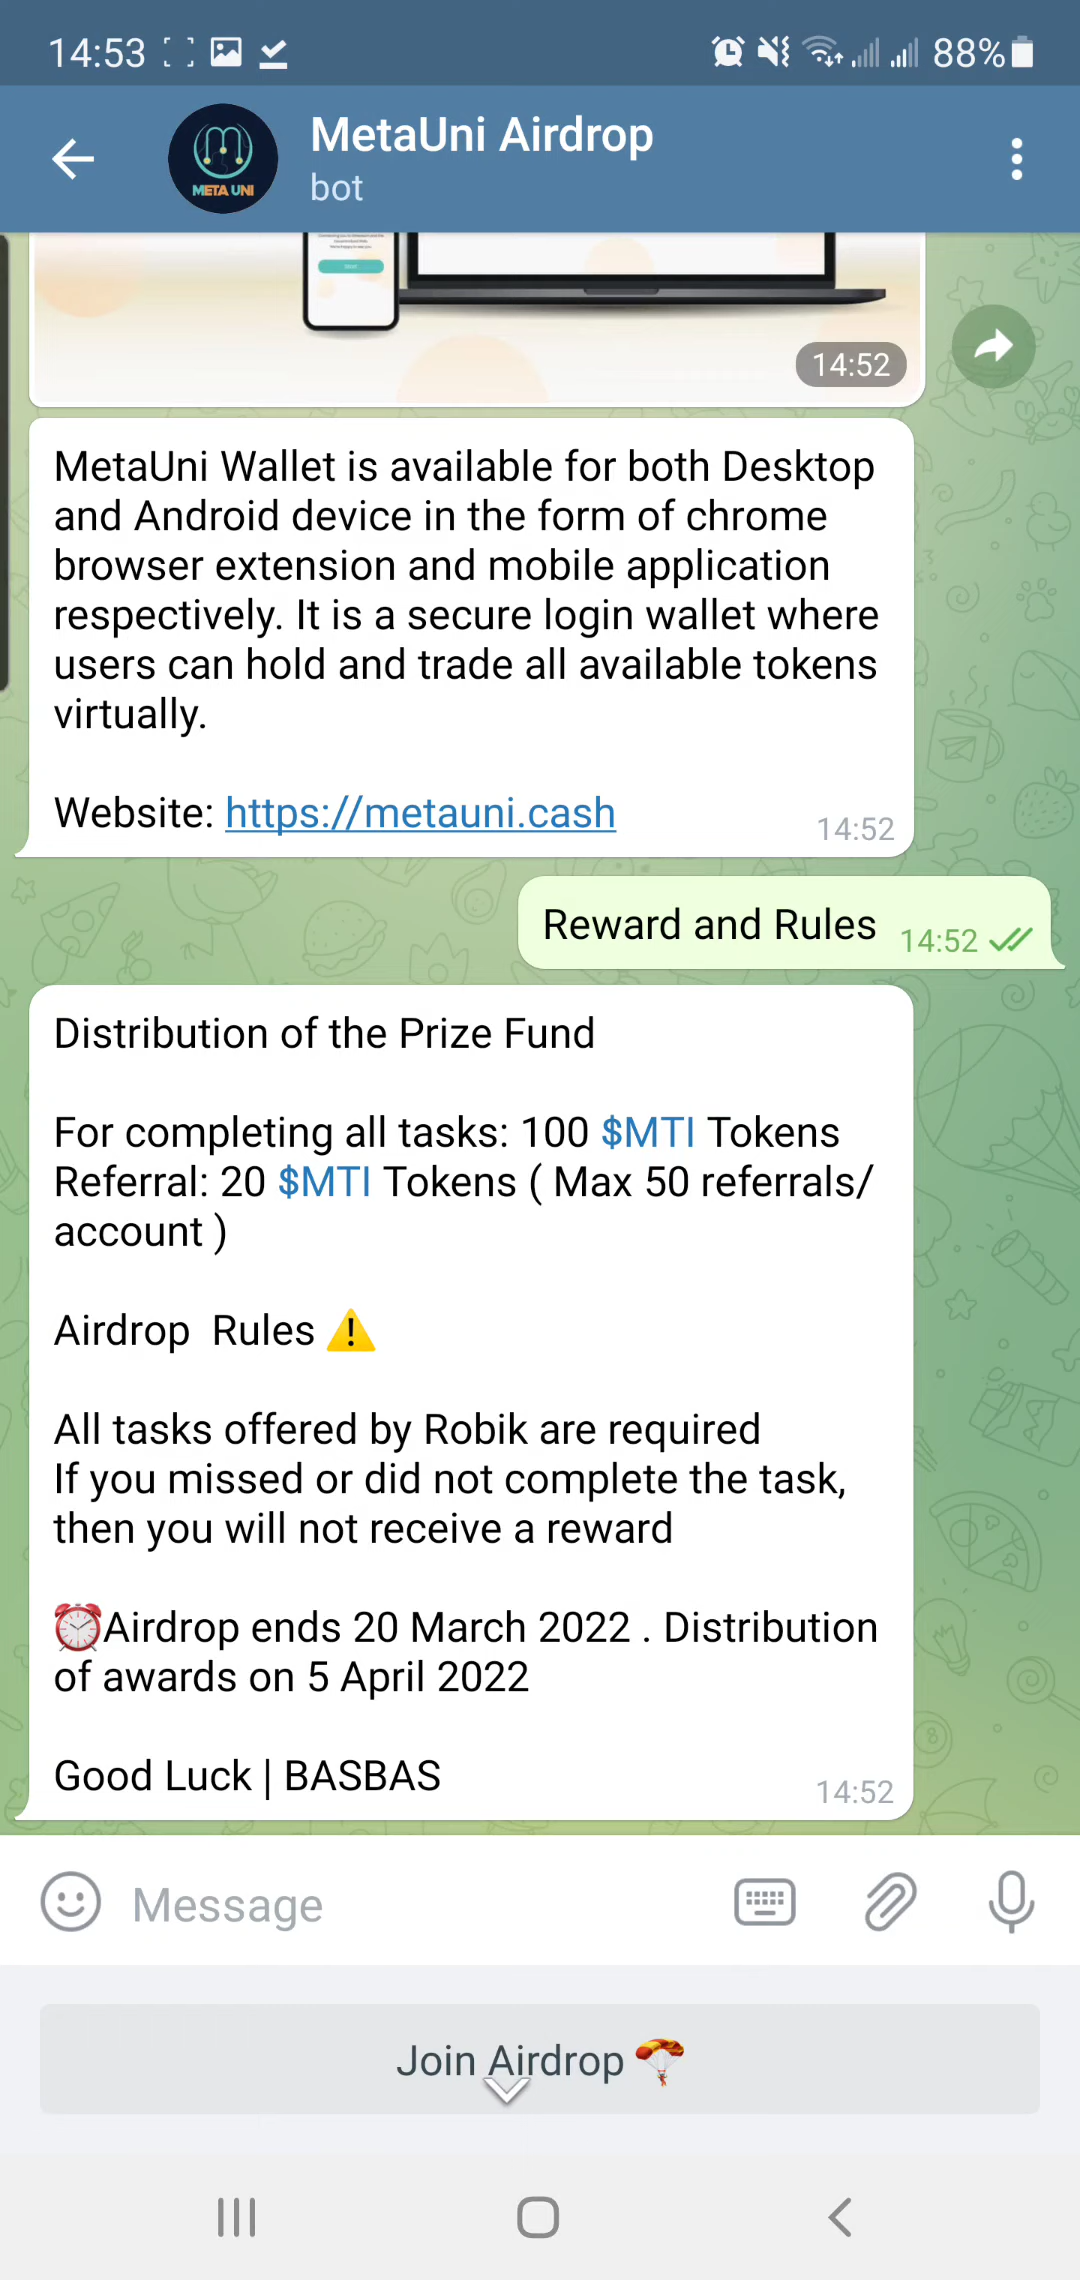 14:53
88%
META UNI
MetaUni Airdrop
bot
14:52
MetaUni Wallet is available for both Desktop
and Android device in the form of chrome
browser extension and mobile application
respectively. It is a secure login wallet where
users can hold and trade all available tokens
virtually.
Website: https://metauni.cash
14:52
Reward and Rules
14:52
Distribution of the Prize Fund
For completing all tasks: 100 $MTI Tokens
Referral: 20 $MTI Tokens ( Max 50 referrals/
account )
Airdrop  Rules ⚠️
All tasks offered by Robik are required
If you missed or did not complete the task,
then you will not receive a reward
⏰Airdrop ends 20 March 2022 . Distribution
of awards on 5 April 2022
Good Luck | BASBAS
14:52
Message
Join Airdrop 🪂